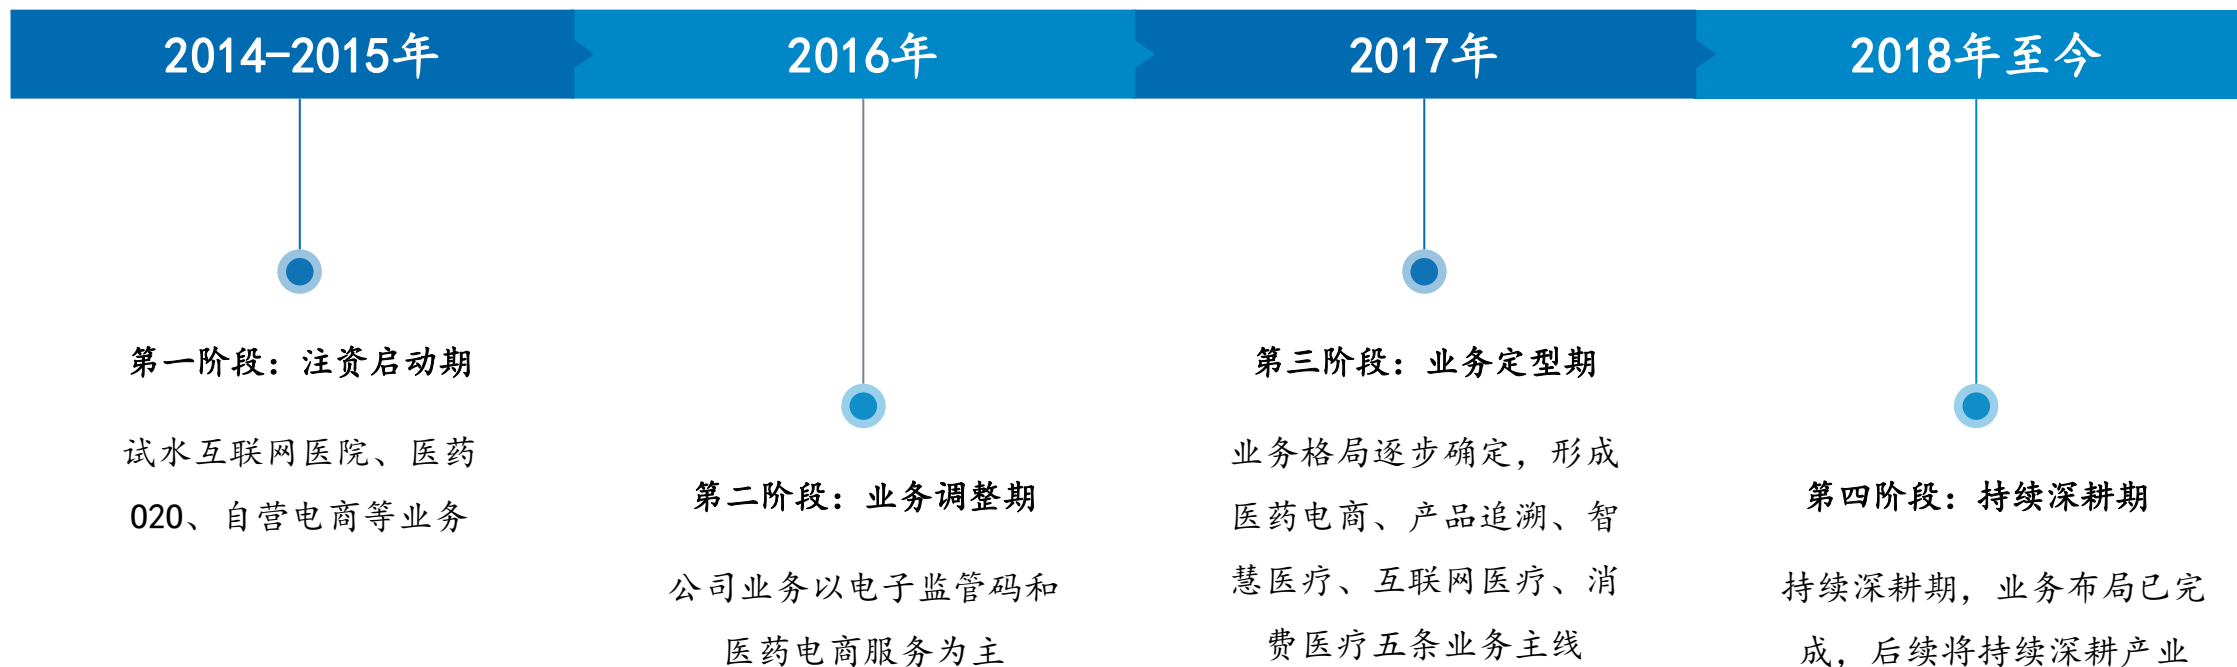 2014-2015年
2016年
2017年
2018年至今
第一阶段：注资启动期
试水互联网医院、医药
O2O、自营电商等业务
第二阶段：业务调整期
公司业务以电子监管码和
医药电商服务为主
第三阶段：业务定型期
业务格局逐步确定，形成
医药电商、产品追溯、智
慧医疗、互联网医疗、消
费医疗五条业务主线
第四阶段：持续深耕期
持续深耕期，业务布局已完
成，后续将持续深耕产业